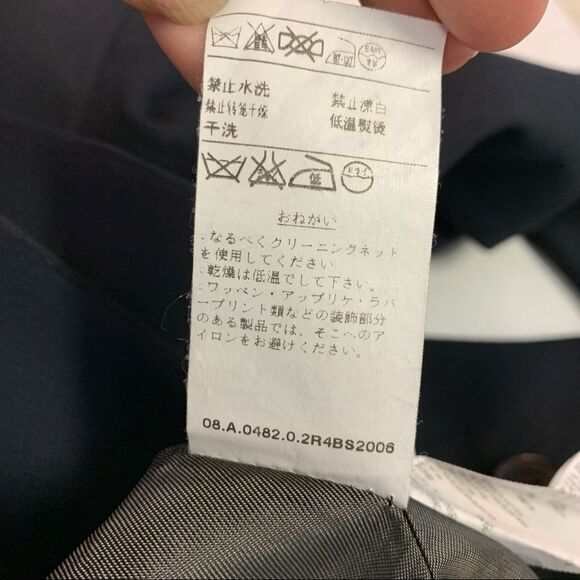 禁止水洗 禁止漂白
禁止转笼干燥 低温熨烫
干洗
低 ドライ
おねがい
:なるべくクリーニングネット
を使用してください
:乾燥は低温でして下さい。
:ワッペン・アップリケ・ラバ
ープリント類などの装飾部分
のある製品では、そこへのア
イロンをお避けください。
08.A.0482.0.2R4BS2006